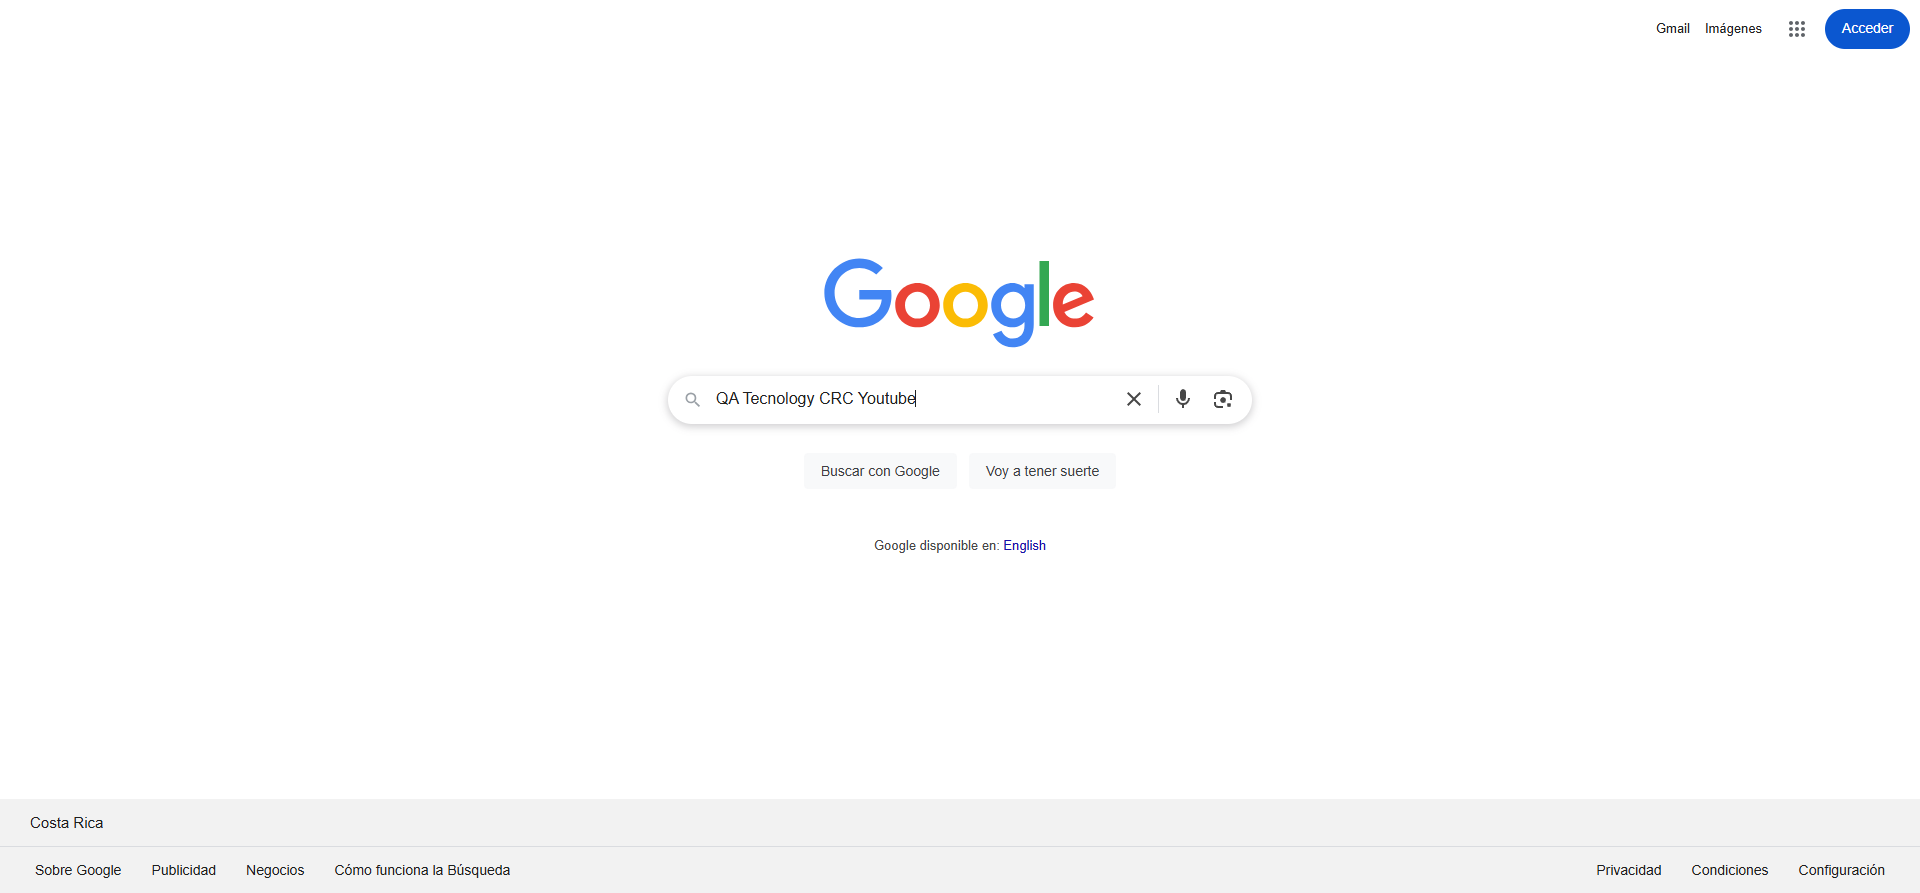 Gmail Imágenes Acceder
Google
QA Tecnology CRC Youtube
Buscar con Google Voy a tener suerte
Google disponible en: English
Costa Rica
Sobre Google Publicidad Negocios Cómo funciona la Búsqueda Privacidad Condiciones Configuración